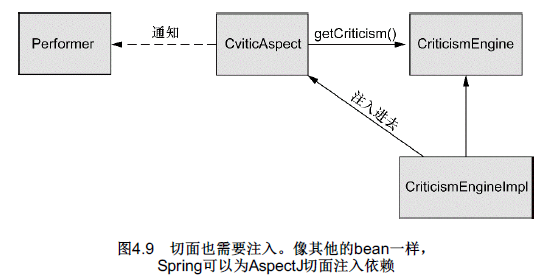 通知
Performer
CviticAspect
getCriticism()
CriticismEngine
注入进去
CriticismEngineImpl
图4.9 切面也需要注入。像其他的bean一样，
Spring可以为AspectJ切面注入依赖